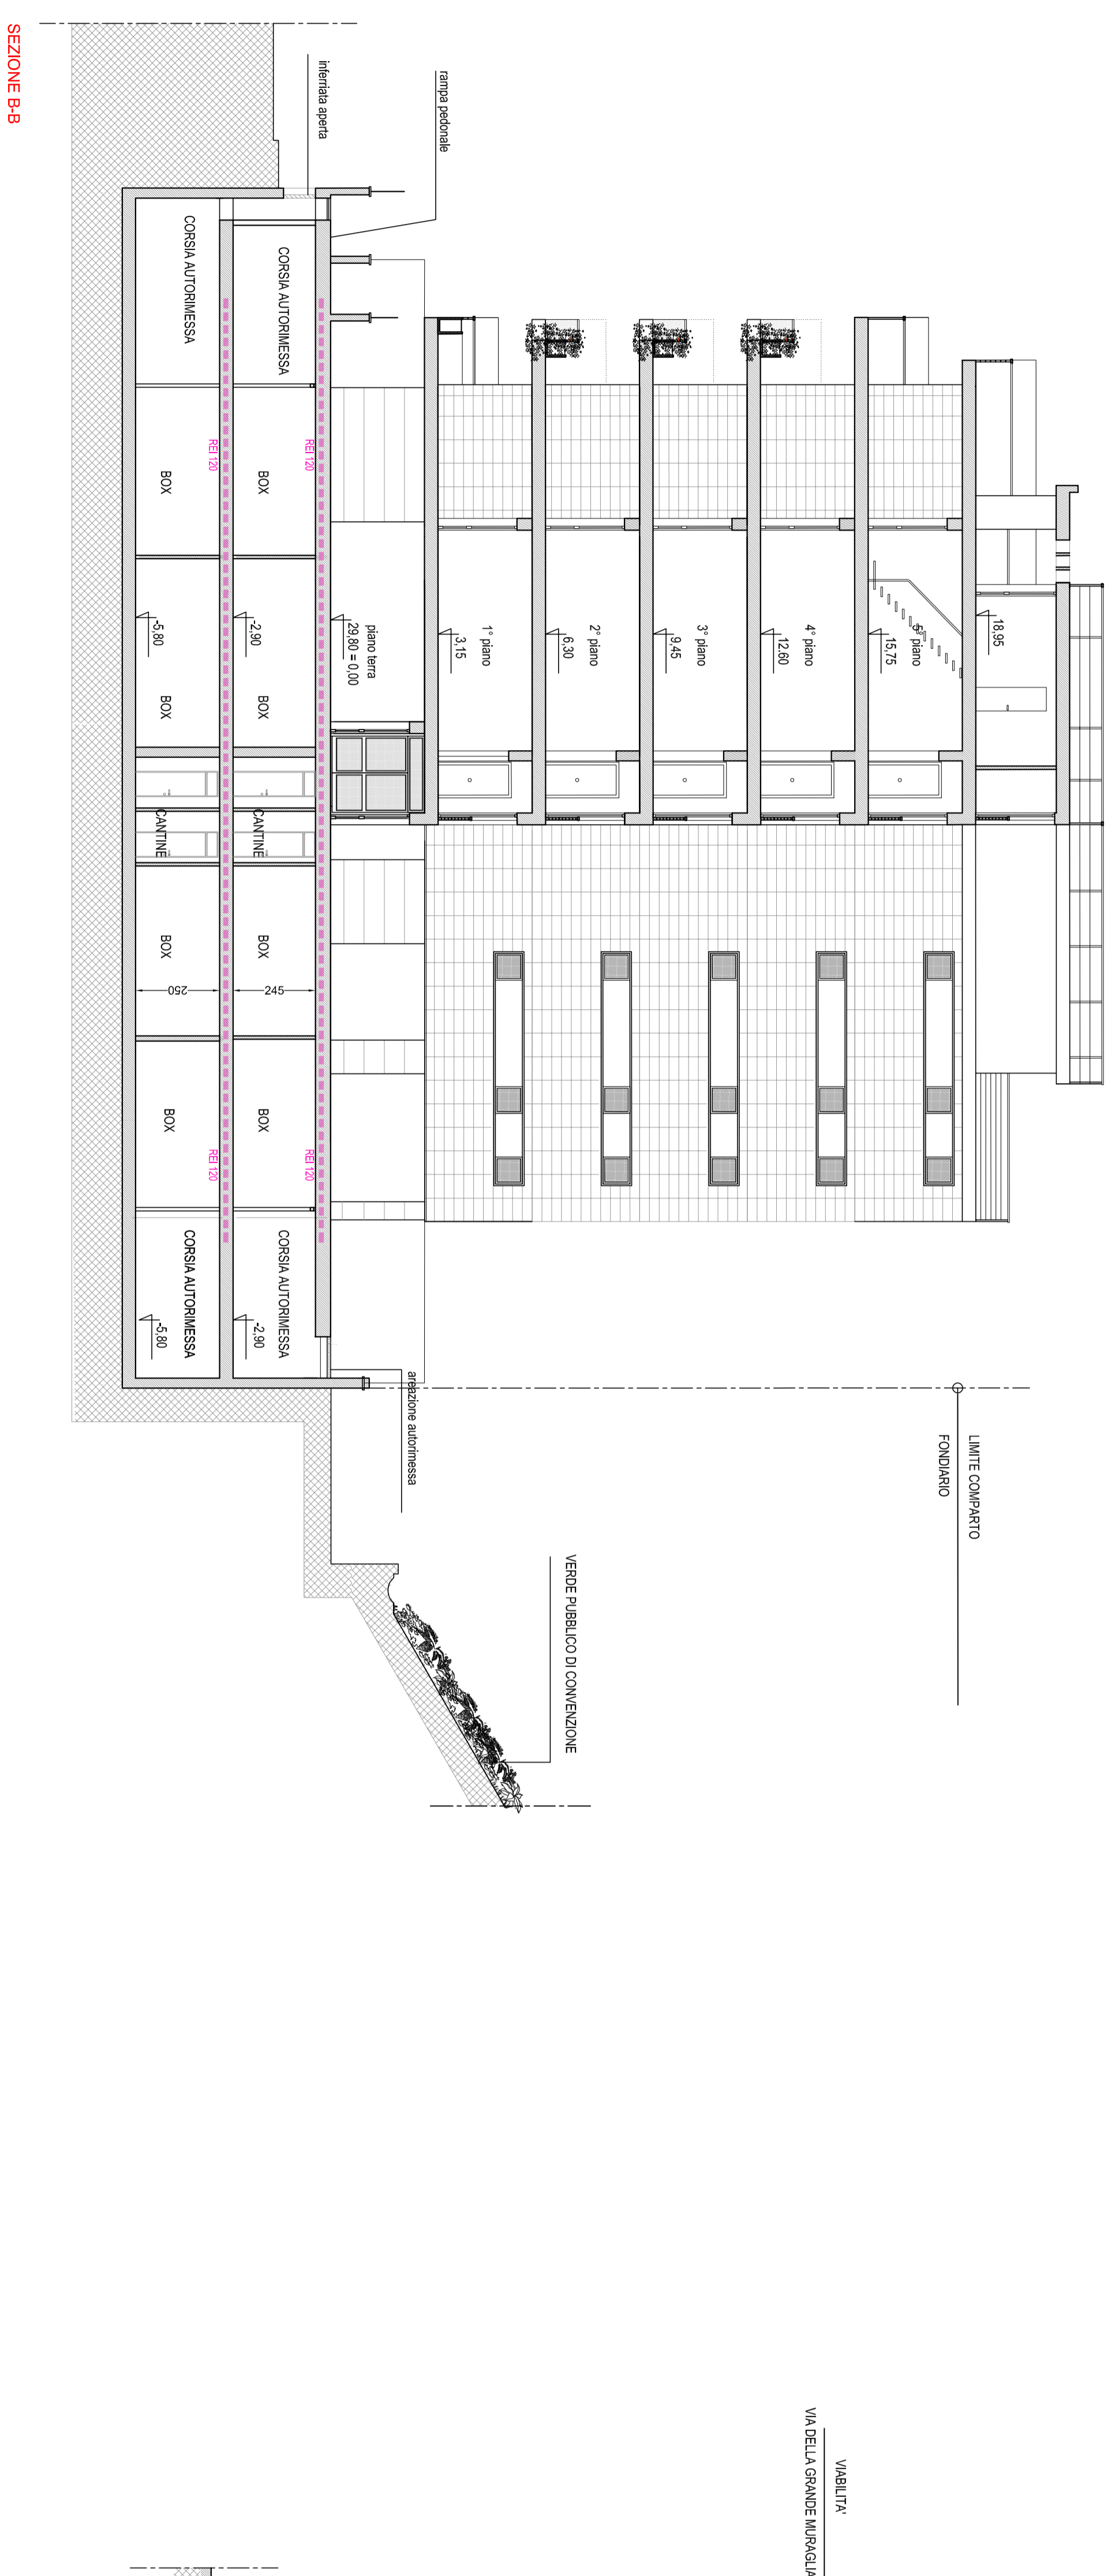 18,95
LIMITE COMPARTO
FONDIARIO
5° piano
15,75
VIABILITA'
VIA DELLA GRANDE MURAGLIA
4° piano
12,60
3° piano
9,45
2° piano
6,30
VERDE PUBBLICO DI CONVENZIONE
1° piano
3,15
rampa pedonale
areazione autorimessa
piano terra
29,80 = 0,00
inferriata aperta
REI 120
REI 120
CORSIA AUTORIMESSA
BOX
-2,90
BOX
CANTINE
BOX
245
BOX
CORSIA AUTORIMESSA
-2,90
REI 120
REI 120
CORSIA AUTORIMESSA
BOX
-5,80
BOX
CANTINE
BOX
250
BOX
CORSIA AUTORIMESSA
-5,80
SEZIONE B-B